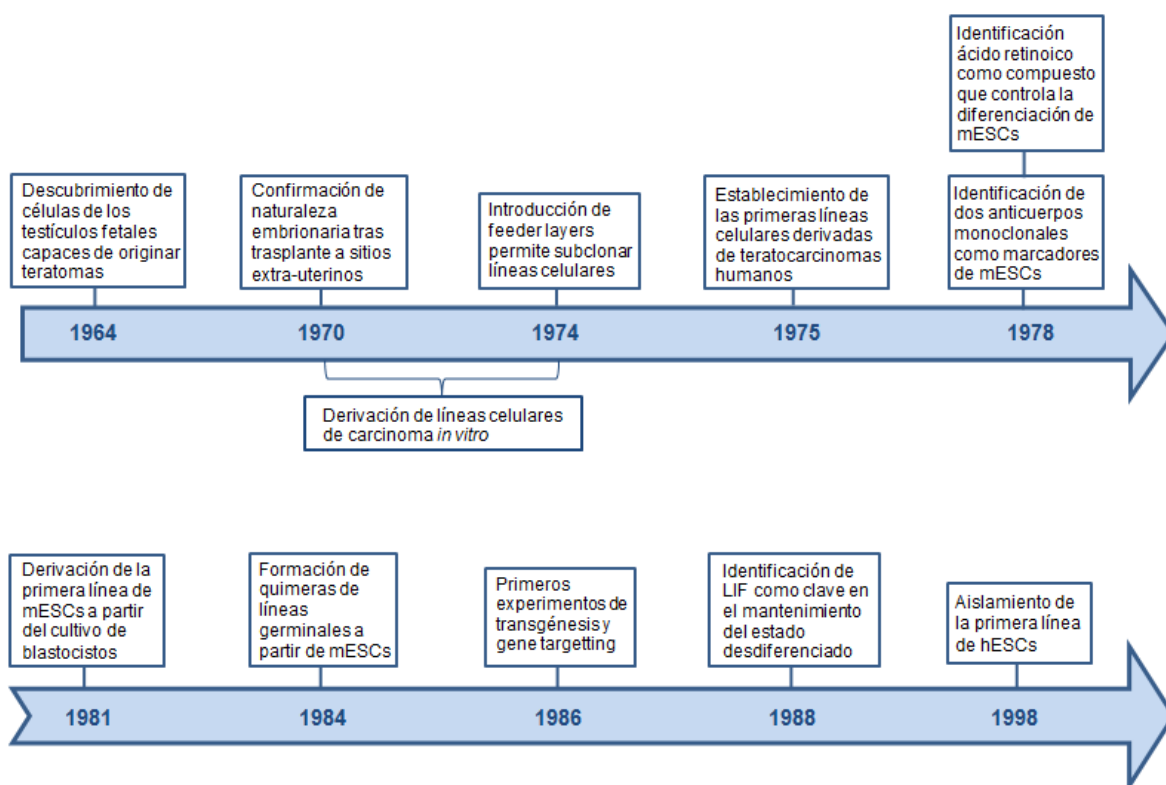 Identificación
ácido retinoico
como compuesto
que controla la
diferenciación de
mESCs
Descubrimiento de
células de los
testículos fetales
capaces de originar
teratomas
Confirmación de
naturaleza
embrionaria tras
trasplante a sitios
extra-uterinos
Introducción de
feeder layers
permite subclonar
líneas celulares
Establecimiento de
las primeras líneas
celulares derivadas
de teratocarcinomas
humanos
Identificación de
dos anticuerpos
monoclonales
como marcadores
de mESCs
1964
1970
1974
1975
1978
Derivación de líneas celulares
de carcinoma in vitro
Derivación de la
primera línea de
mESCs a partir
del cultivo de
blastocistos
Formación de
quimeras de
líneas
germinales a
partir de mESCs
Primeros
experimentos de
transgénesis y
gene targetting
Identificación de
LIF como clave en
el mantenimiento
del estado
desdiferenciado
Aislamiento de
la primera línea
de hESCs
1981
1984
1986
1988
1998